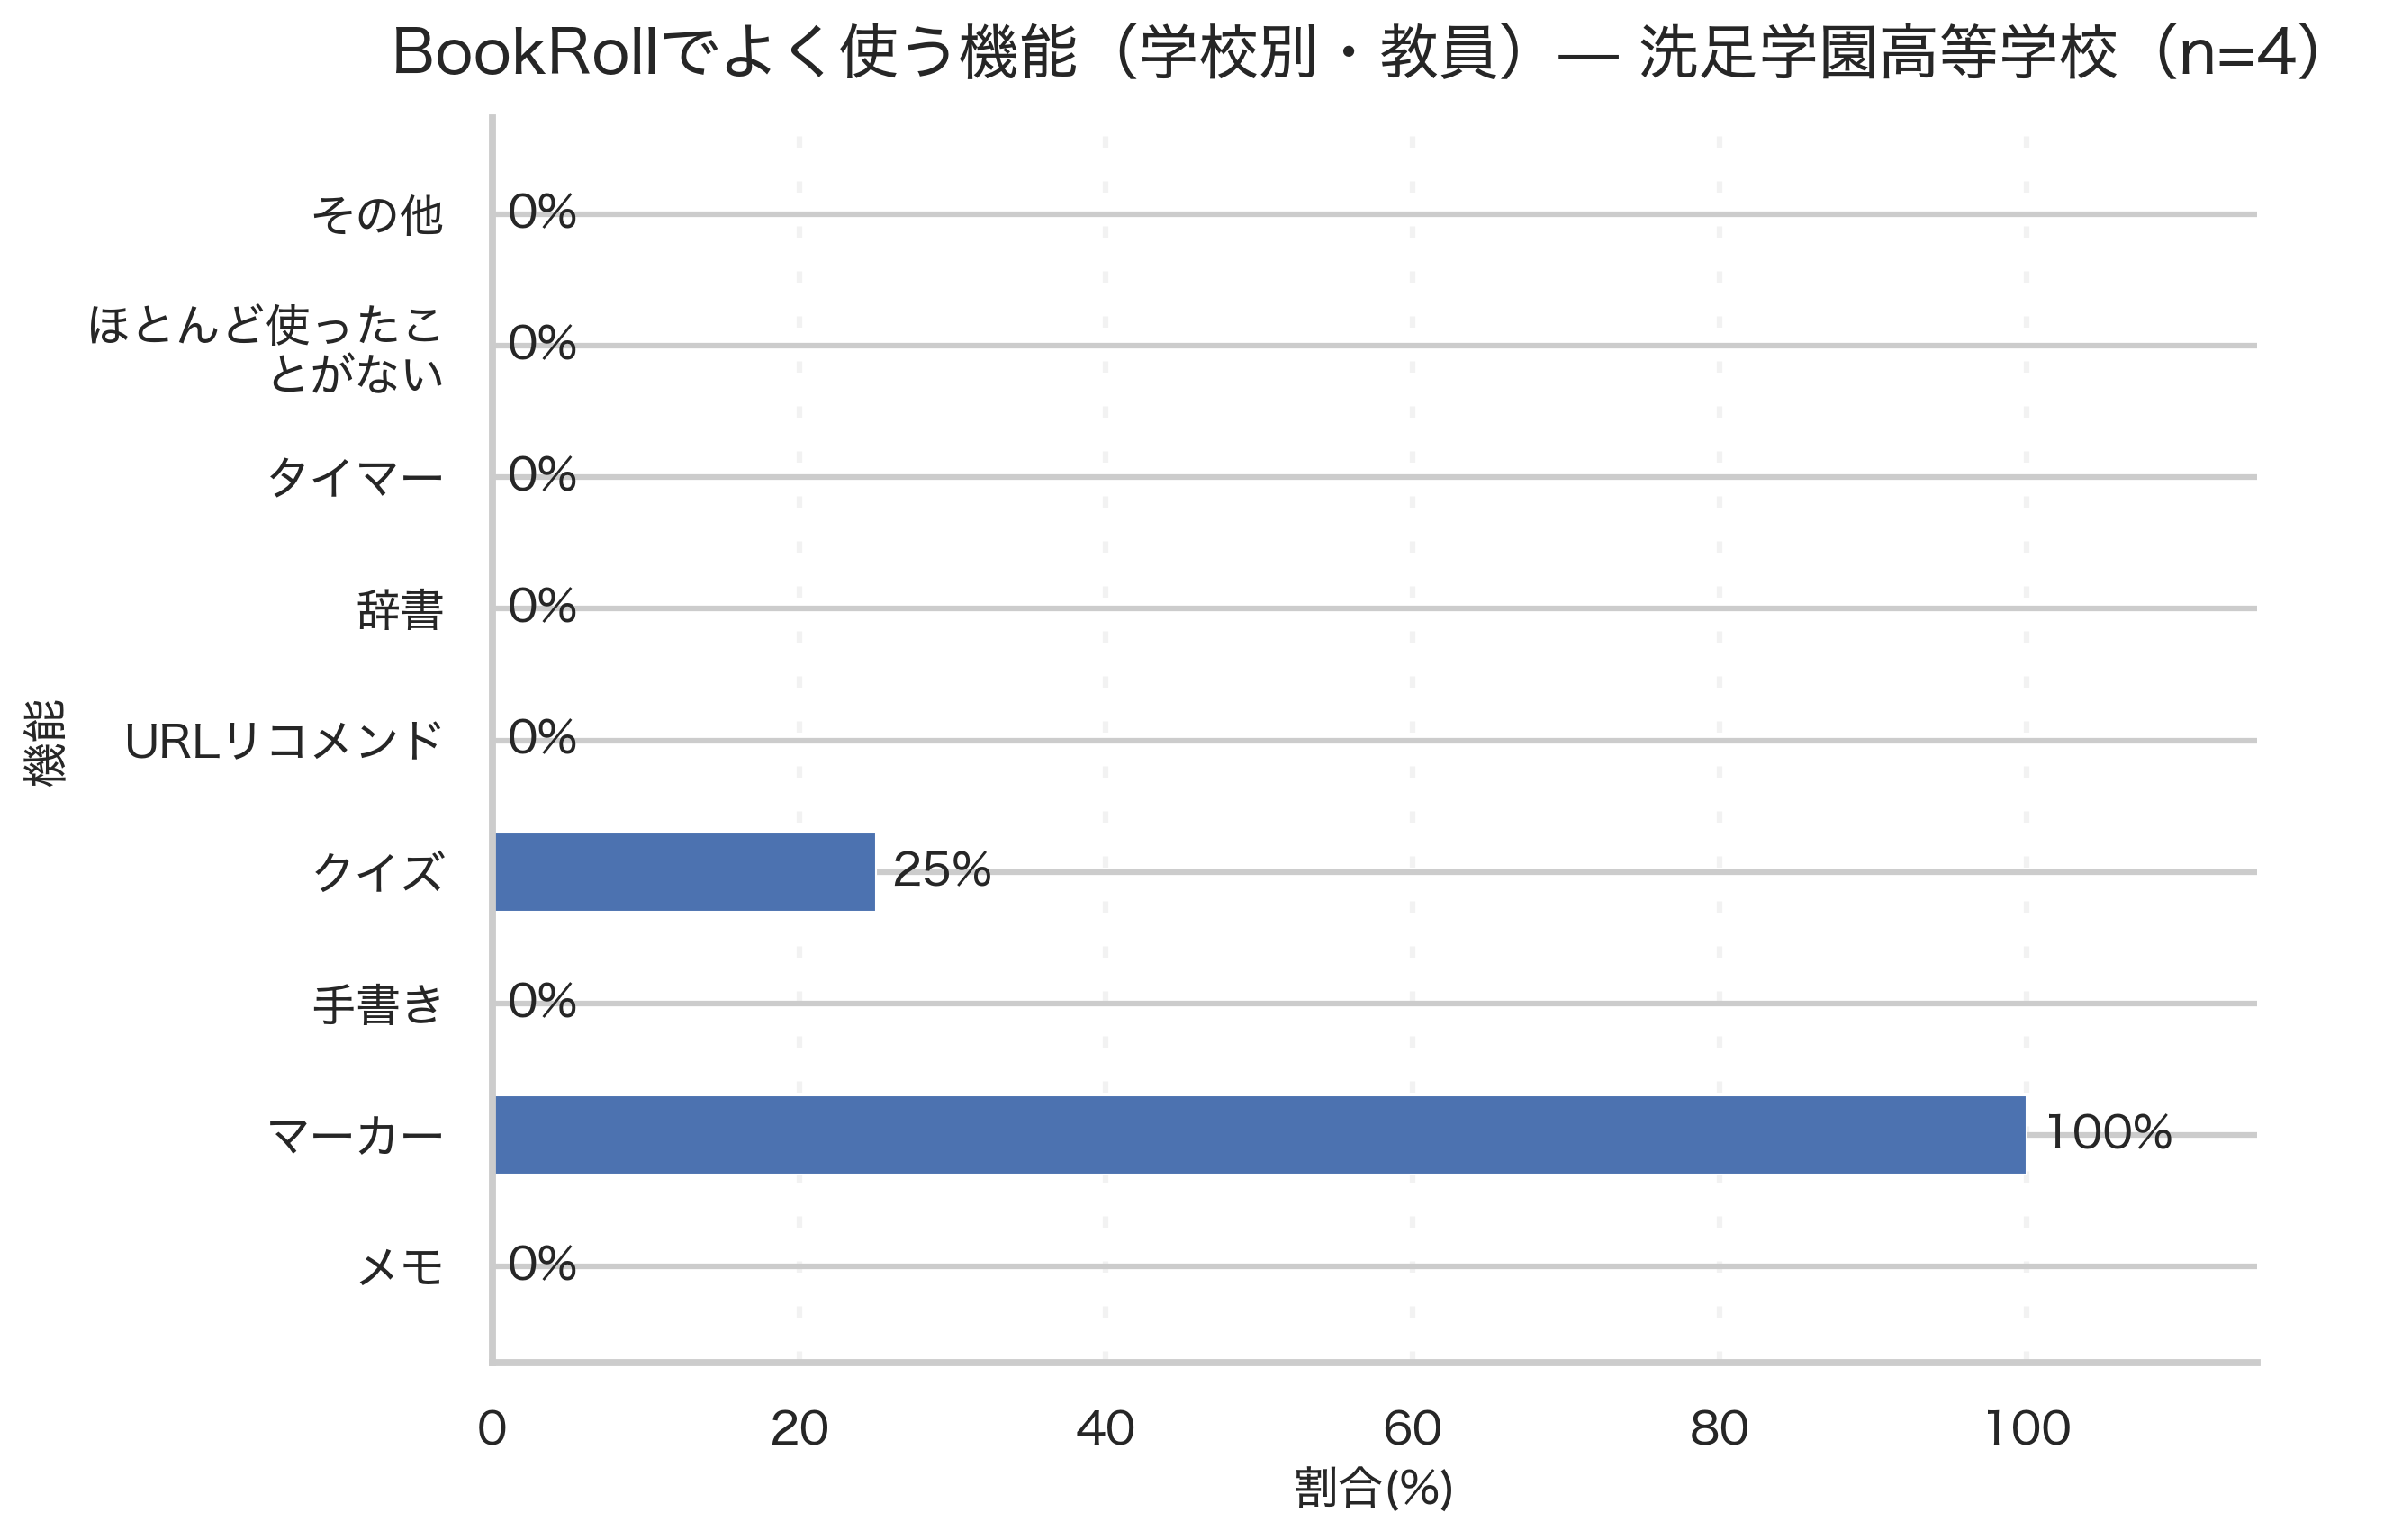 BookRollでよく使う機能（学校別・教員）— 洗足学園高等学校（n=4）
その他 0%
ほとんど使ったこ
とがない 0%
タイマー 0%
辞書 0%
機能
URLリコメンド 0%
クイズ 25%
手書き 0%
マーカー 100%
メモ 0%
0 20 40 60 80 100
割合(%)